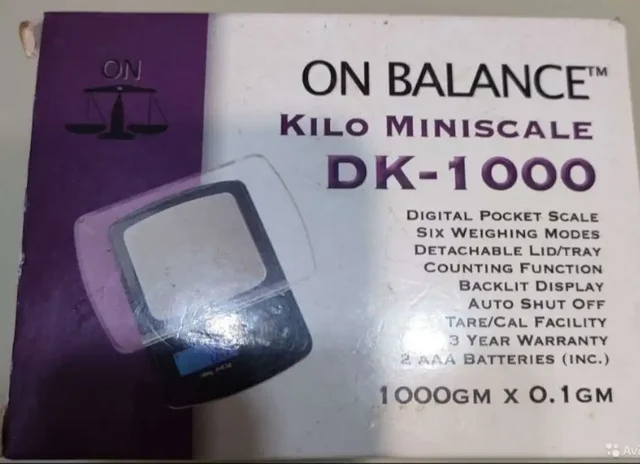 ON
ON BALANCE™
KILO MINISCALE
DK-1000
DIGITAL POCKET SCALE
SIX WEIGHING MODES
DETACHABLE LID/TRAY
COUNTING FUNCTION
BACKLIT DISPLAY
AUTO SHUT OFF
TARE/CAL FACILITY
3 YEAR WARRANTY
2 AAA BATTERIES (INC.)
1000GM X 0.1GM